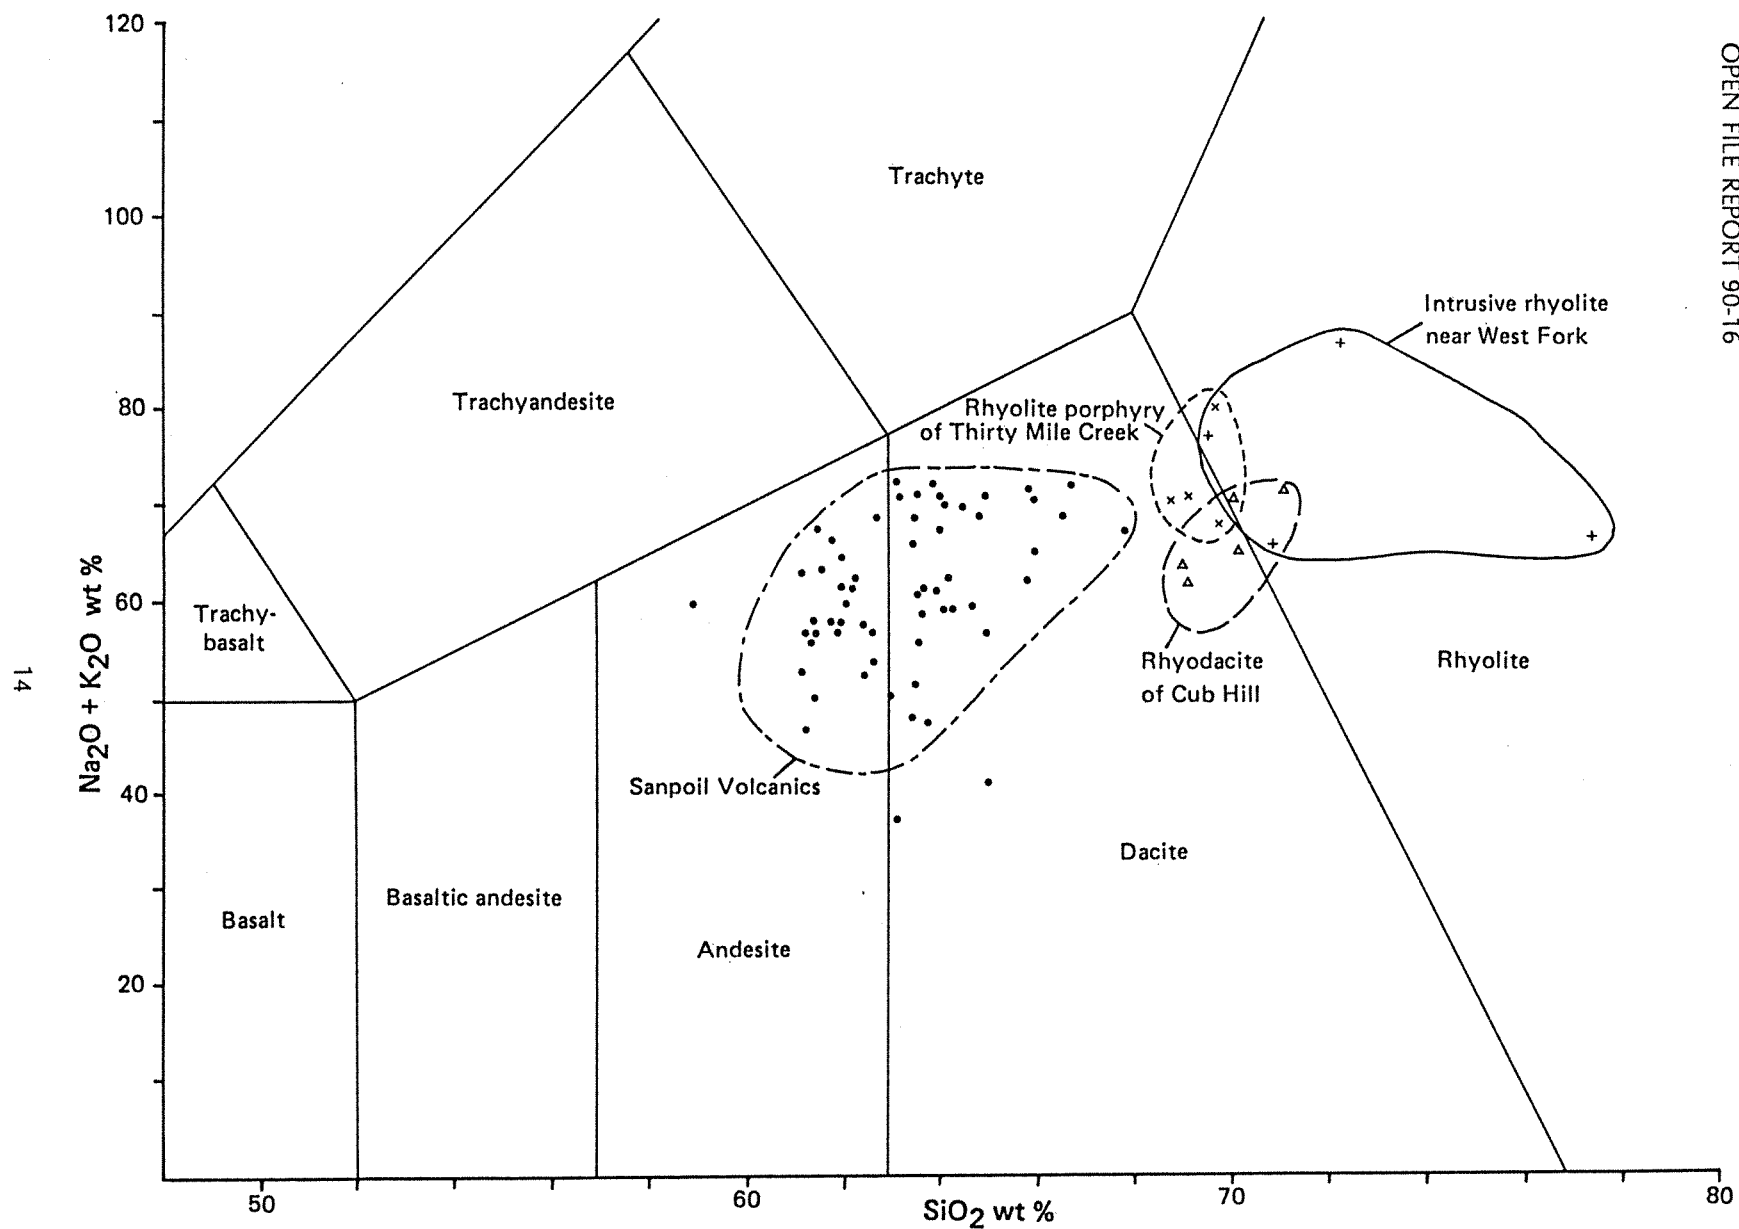 OPEN FILE REPORT 90-16
14
120
100
80
60
40
20
Na2O + K2O wt %
50
60
70
80
SiO2 wt %
Trachyte
Intrusive rhyolite
near West Fork
Trachyandesite
Rhyolite porphyry
of Thirty Mile Creek
Trachy-
basalt
Rhyodacite
of Cub Hill
Rhyolite
Sanpoil Volcanics
Dacite
Basaltic andesite
Basalt
Andesite